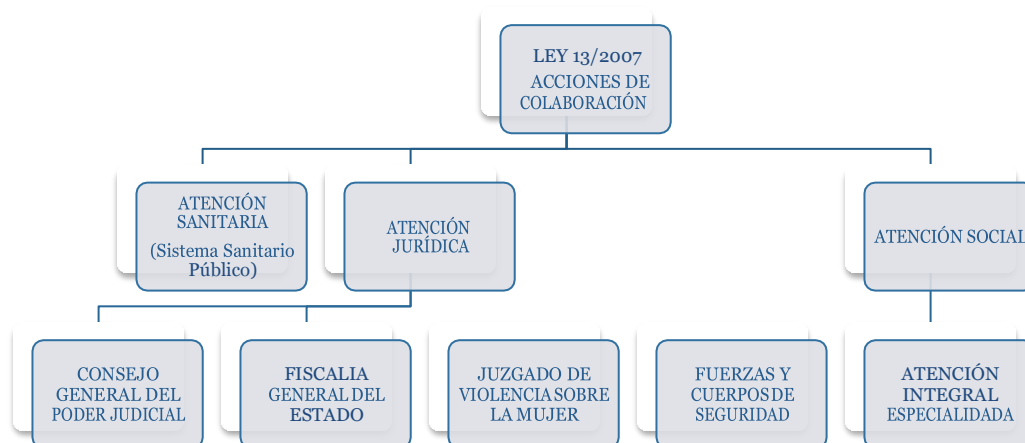 LEY 13/2007
ACCIONES DE
COLABORACIÓN
ATENCIÓN
SANITARIA
(Sistema Sanitario
Público)
ATENCIÓN
JURÍDICA
ATENCIÓN SOCIAL
CONSEJO
GENERAL DEL
PODER JUDICIAL
FISCALIA
GENERAL DEL
ESTADO
JUZGADO DE
VIOLENCIA SOBRE
LA MUJER
FUERZAS Y
CUERPOS DE
SEGURIDAD
ATENCIÓN
INTEGRAL
ESPECIALIDADA